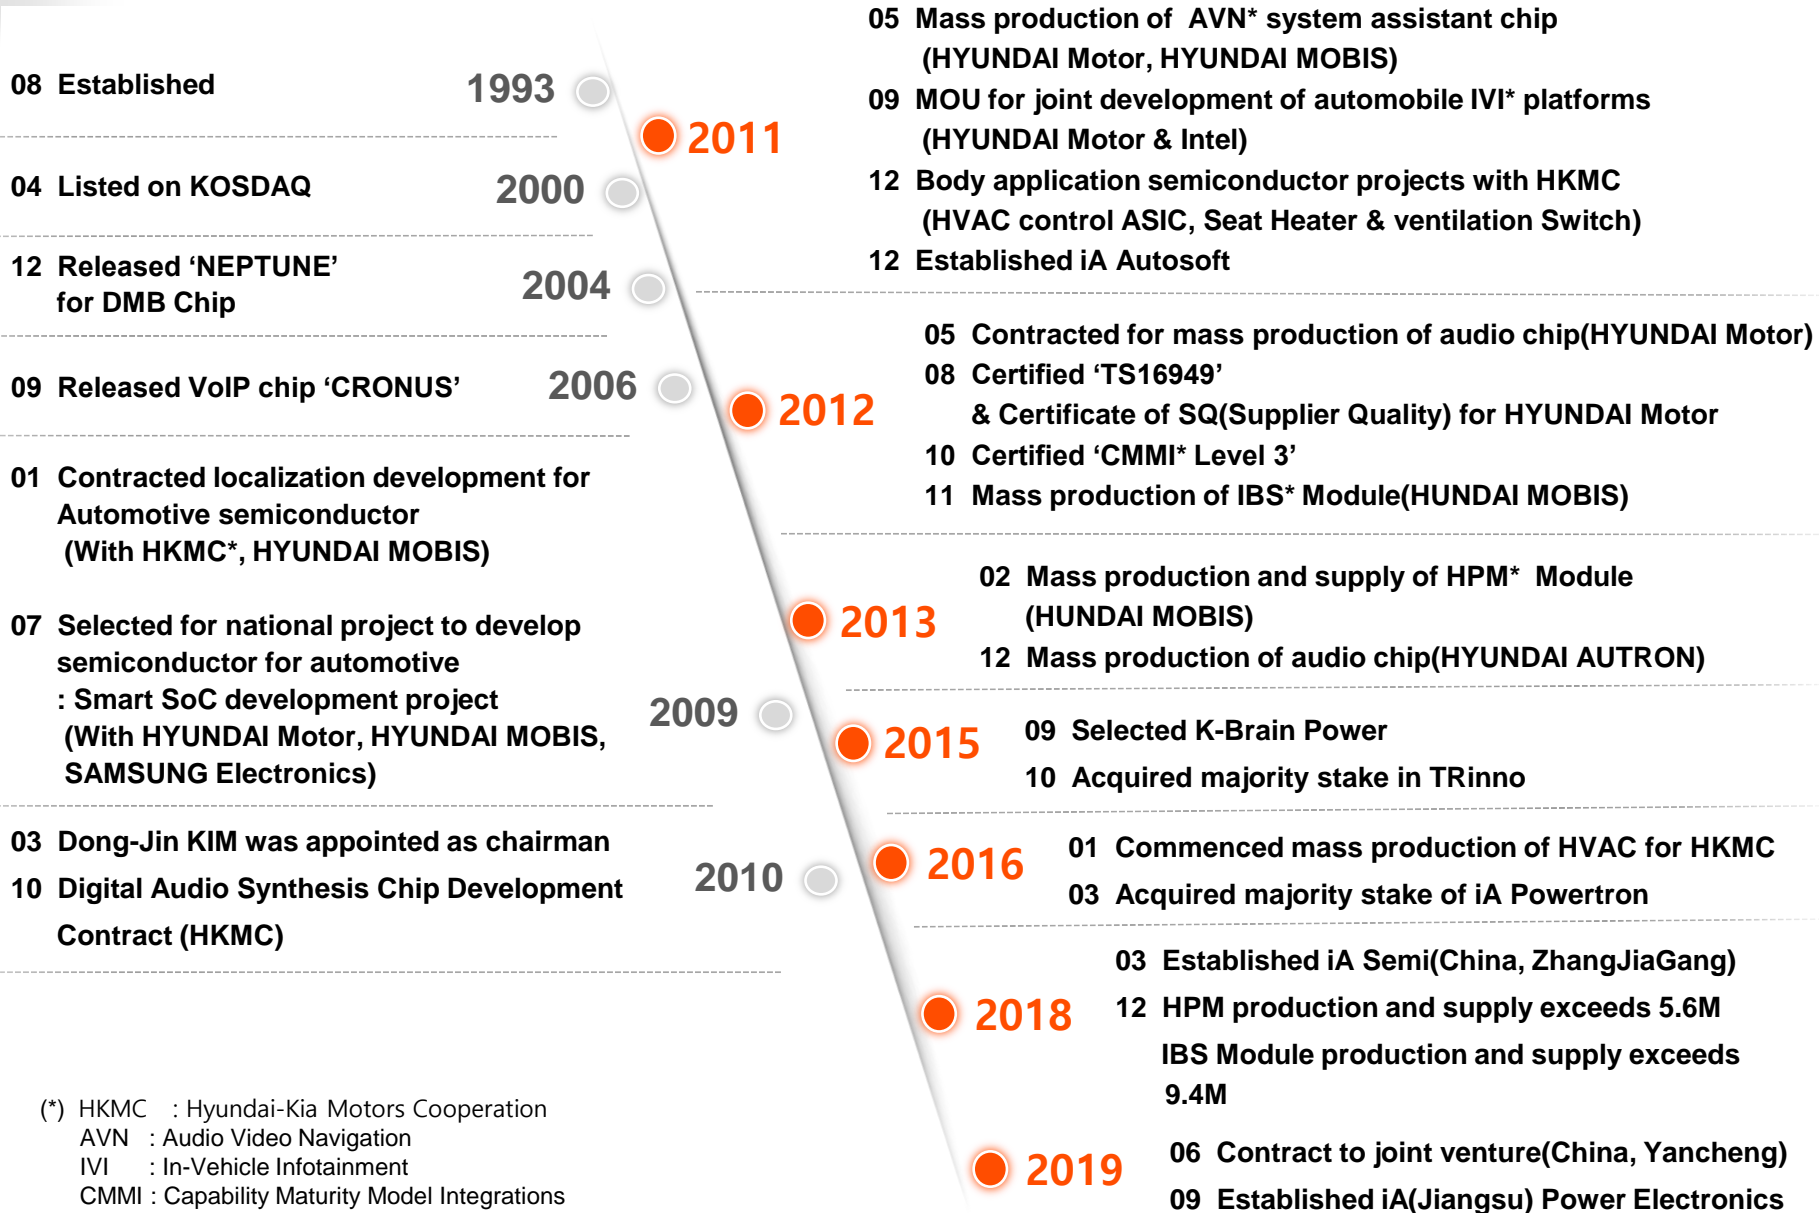 08 Established
1993
04 Listed on KOSDAQ
2000
12 Released ‘NEPTUNE’
for DMB Chip
2004
09 Released VoIP chip ‘CRONUS’
2006
01 Contracted localization development for
Automotive semiconductor
(With HKMC*, HYUNDAI MOBIS)
07 Selected for national project to develop
semiconductor for automotive
: Smart SoC development project
(With HYUNDAI Motor, HYUNDAI MOBIS,
SAMSUNG Electronics)
2009
03 Dong-Jin KIM was appointed as chairman
10 Digital Audio Synthesis Chip Development
Contract (HKMC)
2010
2011
05 Mass production of AVN* system assistant chip
(HYUNDAI Motor, HYUNDAI MOBIS)
09 MOU for joint development of automobile IVI* platforms
(HYUNDAI Motor & Intel)
12 Body application semiconductor projects with HKMC
(HVAC control ASIC, Seat Heater & ventilation Switch)
12 Established iA Autosoft
2012
05 Contracted for mass production of audio chip(HYUNDAI Motor)
08 Certified ‘TS16949’
& Certificate of SQ(Supplier Quality) for HYUNDAI Motor
10 Certified ‘CMMI* Level 3’
11 Mass production of IBS* Module(HUNDAI MOBIS)
2013
02 Mass production and supply of HPM* Module
(HUNDAI MOBIS)
12 Mass production of audio chip(HYUNDAI AUTRON)
2015
09 Selected K-Brain Power
10 Acquired majority stake in TRinno
2016
01 Commenced mass production of HVAC for HKMC
03 Acquired majority stake of iA Powertron
2018
03 Established iA Semi(China, ZhangJiaGang)
12 HPM production and supply exceeds 5.6M
IBS Module production and supply exceeds
9.4M
2019
06 Contract to joint venture(China, Yancheng)
09 Established iA(Jiangsu) Power Electronics
(*) HKMC : Hyundai-Kia Motors Cooperation
AVN : Audio Video Navigation
IVI : In-Vehicle Infotainment
CMMI : Capability Maturity Model Integrations